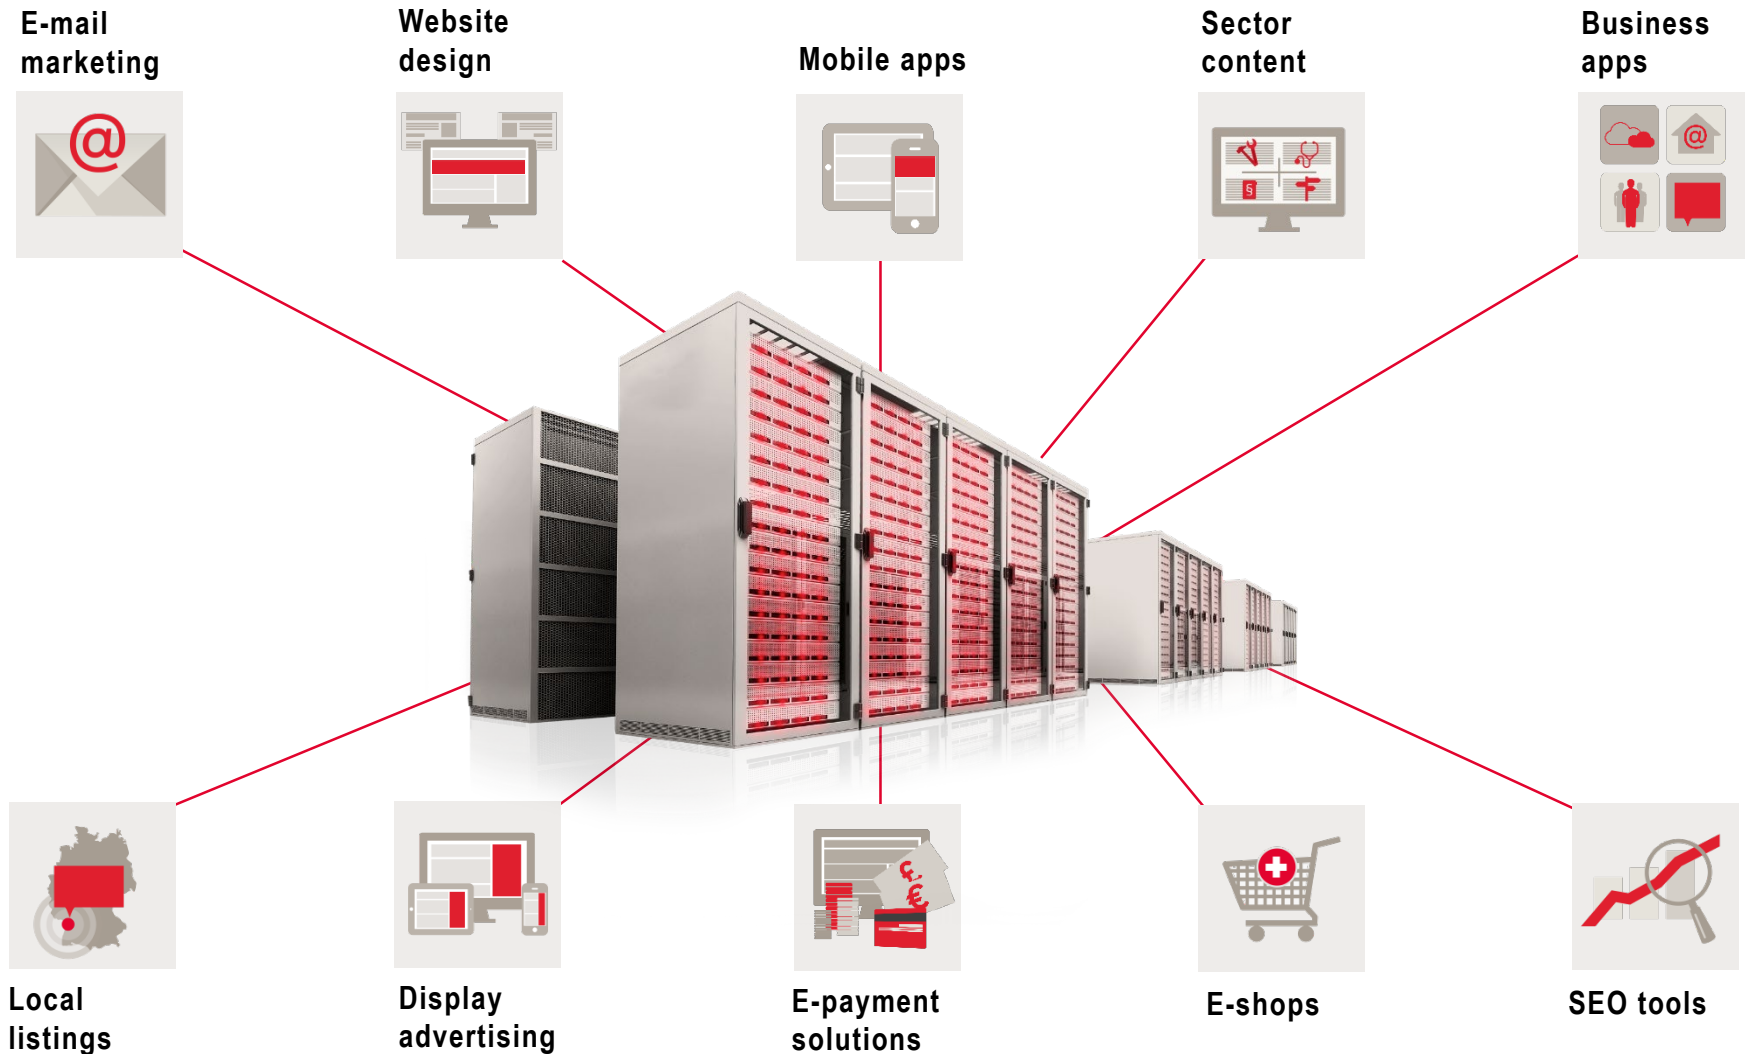 E-mail
marketing
Website
design
Mobile apps
Sector
content
Business
apps
@
@
§
Local
listings
Display
advertising
E-payment
solutions
E-shops
SEO tools